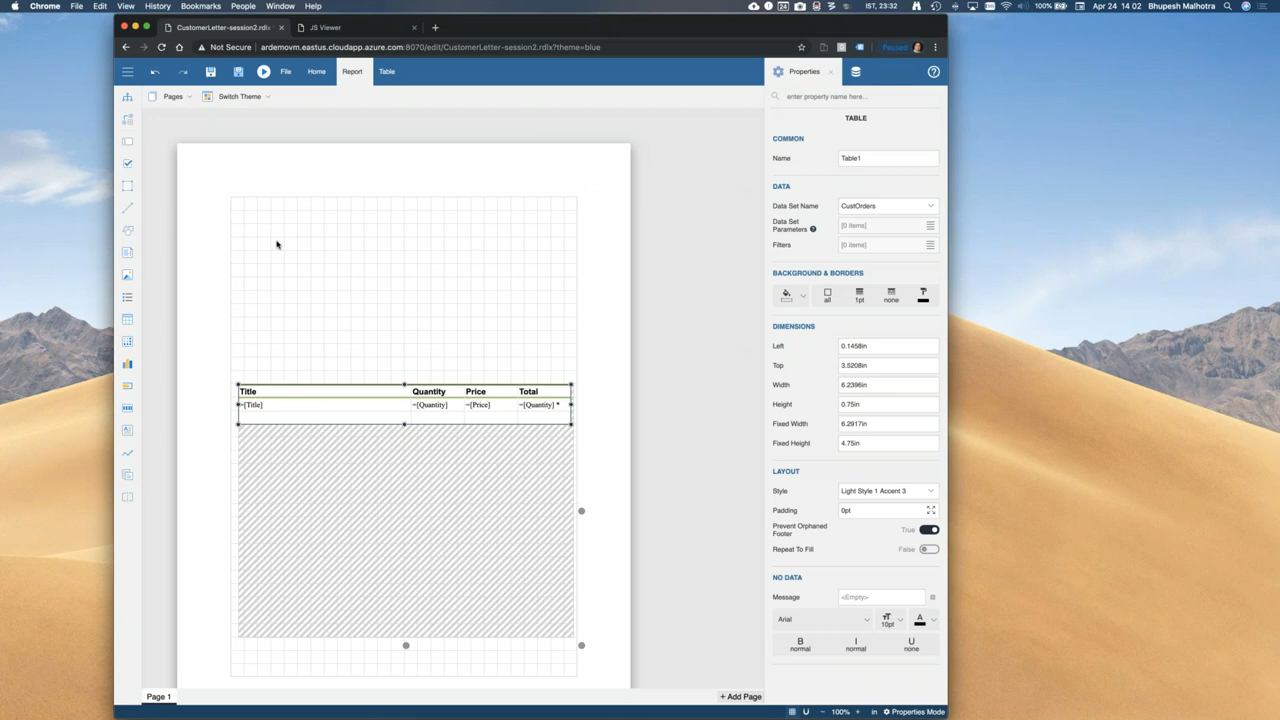 Chrome File Edit View History Bookmarks People Window Help
24 IST, 23:32 100% Apr 24 14 02 Bhupesh Malhotra
CustomerLetter-session2.rdlx JS Viewer
Not Secure ardemovm.eastus.cloudapp.azure.com:8070/edit/CustomerLetter-session2.rdlx?theme=blue Paused
File Home Report Table Properties
Pages Switch Theme enter property name here...
TABLE
COMMON
Name Table1
DATA
Data Set Name CustOrders
Data Set
Parameters [0 items]
Filters [0 items]
BACKGROUND & BORDERS
all 1pt none
DIMENSIONS
Left 0.1458in
Top 3.5208in
Width 6.2396in
Height 0.75in
Fixed Width 6.2917in
Fixed Height 4.75in
LAYOUT
Style Light Style 1 Accent 3
Padding 0pt
Prevent Orphaned
Footer True
Repeat To Fill False
NO DATA
Message <Empty>
Arial 10pt A
B I U
normal normal none
Title Quantity Price Total
=[Title] =[Quantity] =[Price] =[Quantity] *
Page 1 + Add Page
− 100% + in Properties Mode